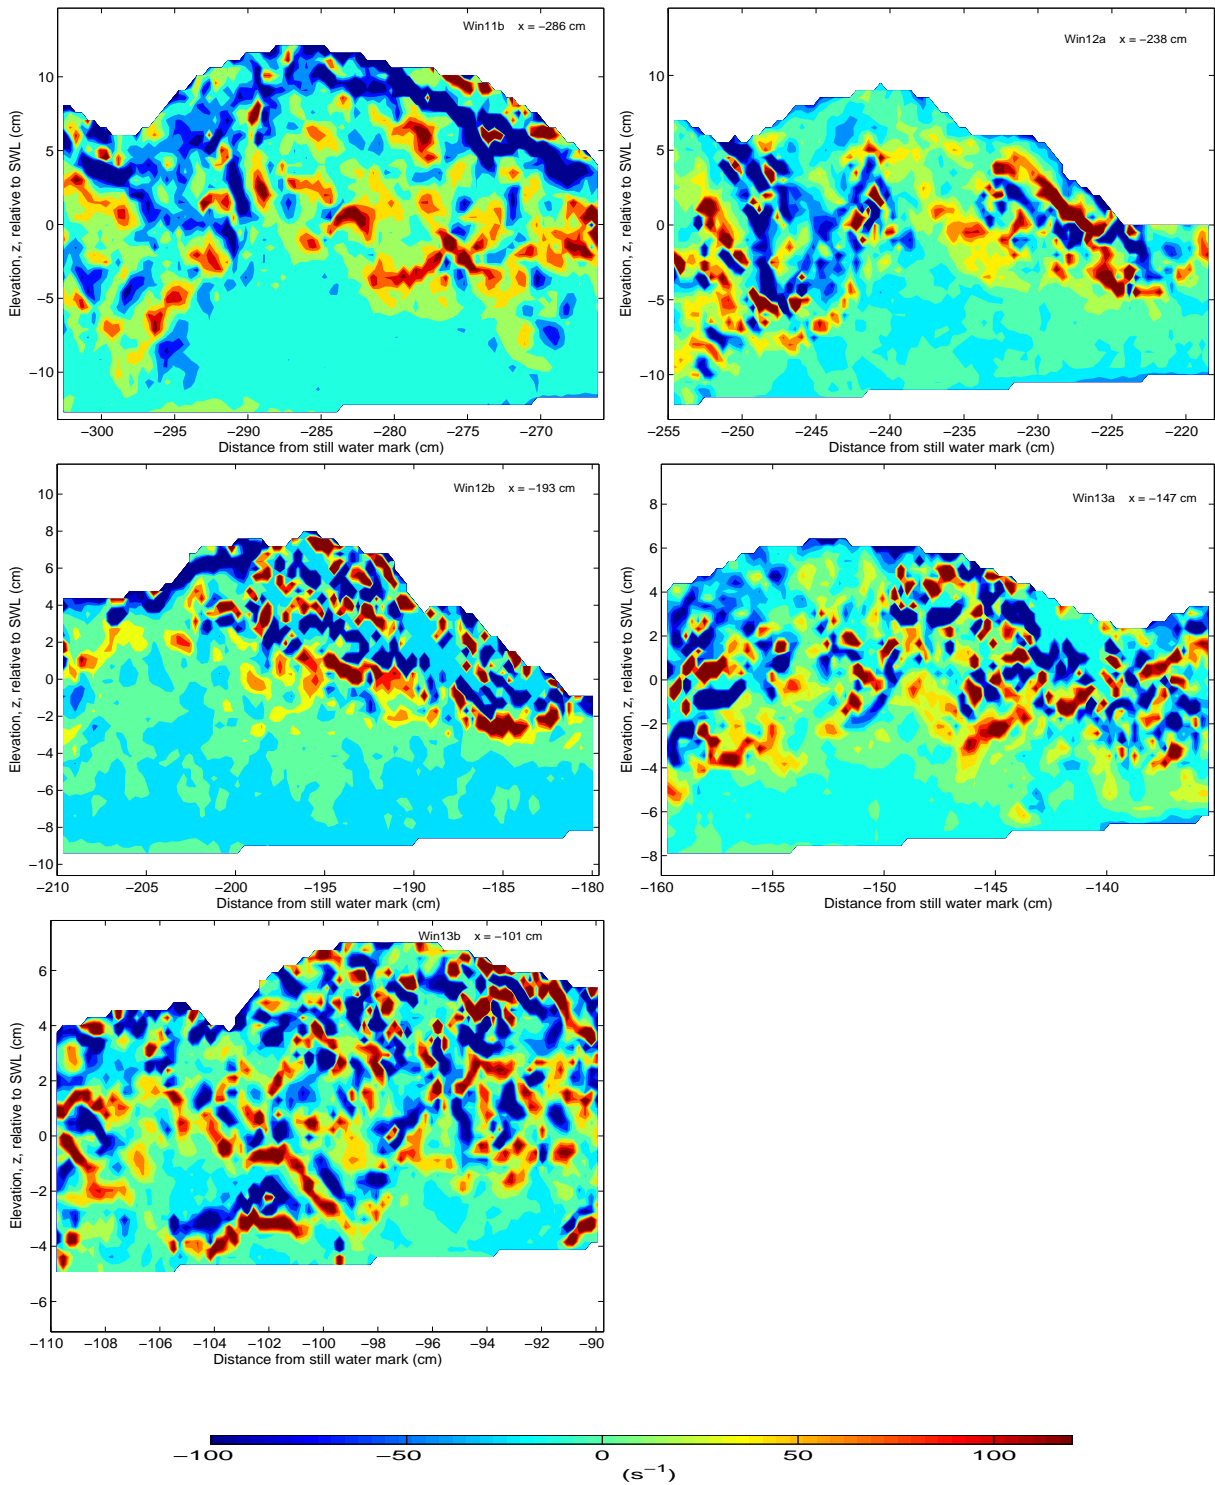 Win11b x = −286 cm
Elevation, z, relative to SWL (cm)
10
5
0
−5
−10
−300 −295 −290 −285 −280 −275 −270
Distance from still water mark (cm)
Win12a x = −238 cm
Elevation, z, relative to SWL (cm)
10
5
0
−5
−10
−255 −250 −245 −240 −235 −230 −225 −220
Distance from still water mark (cm)
Win12b x = −193 cm
Elevation, z, relative to SWL (cm)
10
8
6
4
2
0
−2
−4
−6
−8
−10
−210 −205 −200 −195 −190 −185 −180
Distance from still water mark (cm)
Win13a x = −147 cm
Elevation, z, relative to SWL (cm)
8
6
4
2
0
−2
−4
−6
−8
−160 −155 −150 −145 −140
Distance from still water mark (cm)
Win13b x = −101 cm
Elevation, z, relative to SWL (cm)
6
4
2
0
−2
−4
−6
−110 −108 −106 −104 −102 −100 −98 −96 −94 −92 −90
Distance from still water mark (cm)
−100 −50 0 50 100
(s⁻¹)